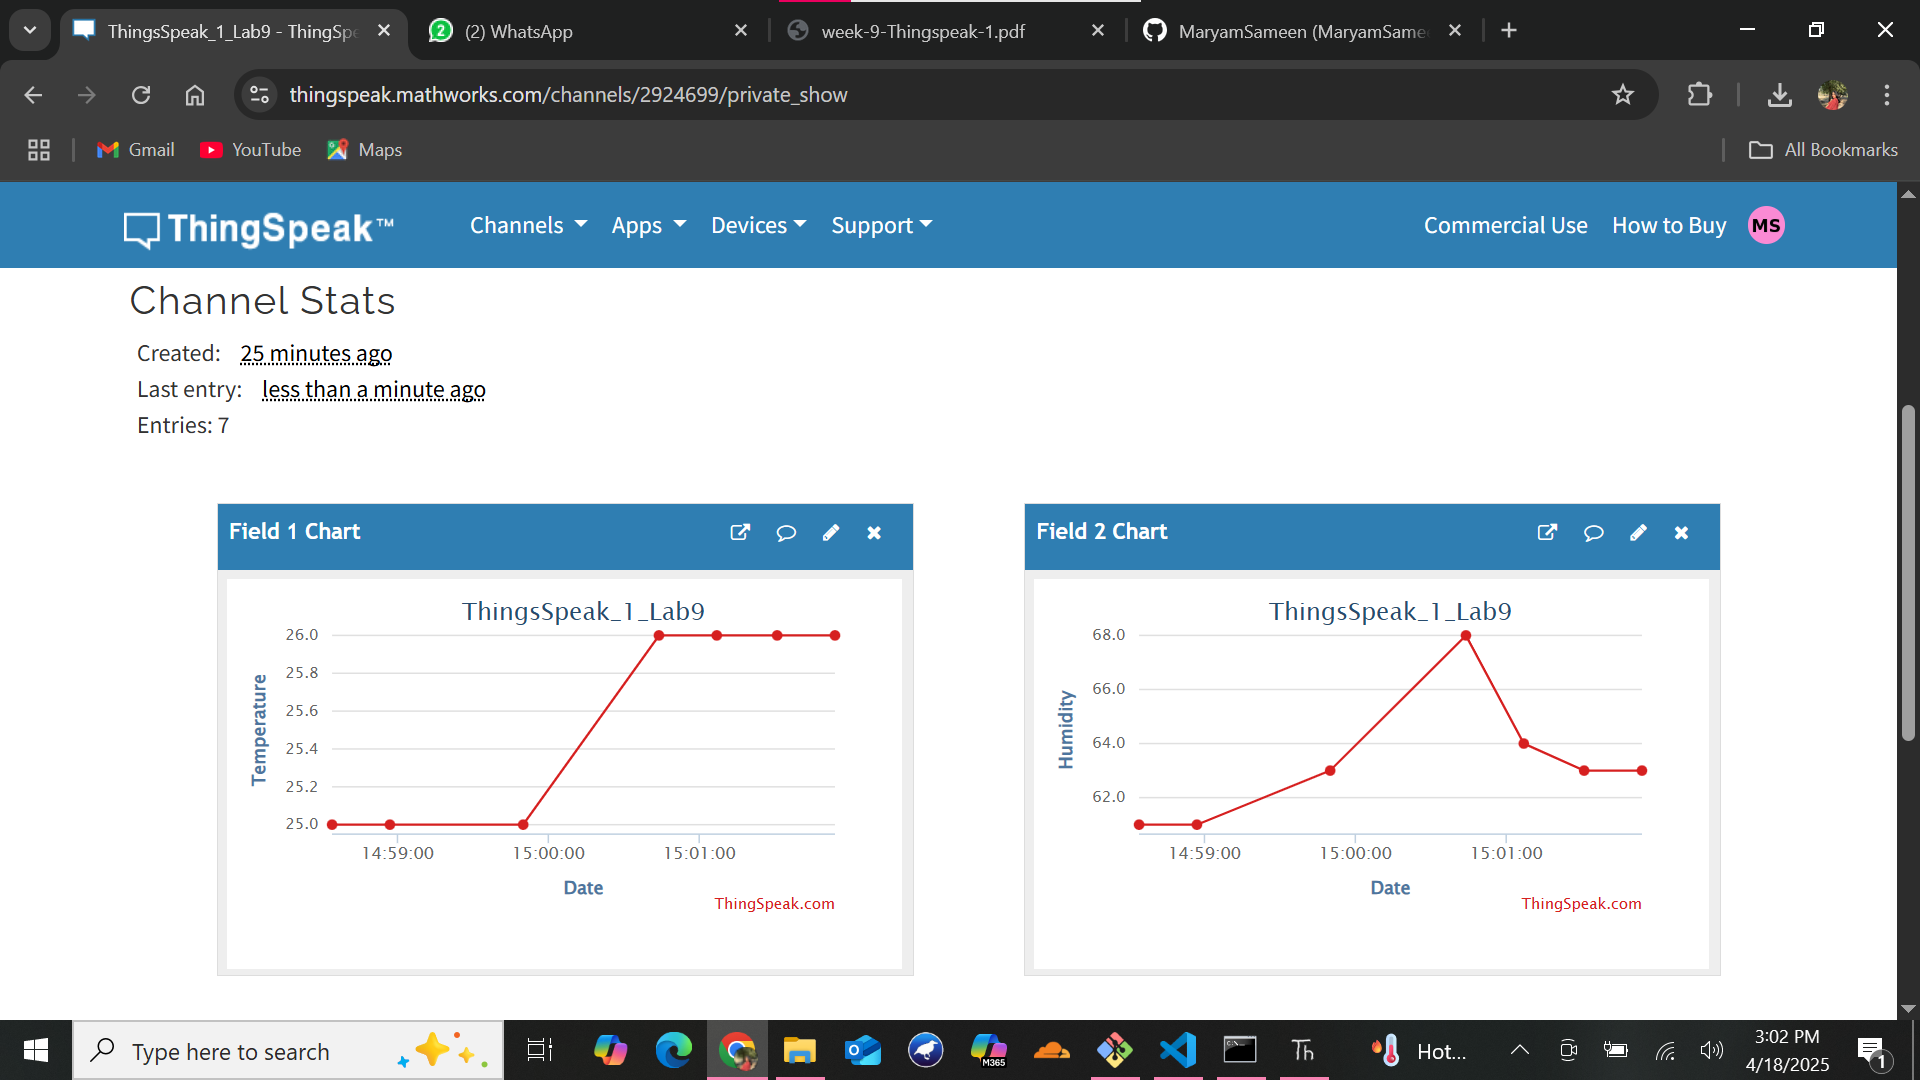 ThingsSpeak_1_Lab9 - ThingSpe
(2) WhatsApp
week-9-Thingspeak-1.pdf
MaryamSameen (MaryamSamee
thingspeak.mathworks.com/channels/2924699/private_show
Gmail
YouTube
Maps
All Bookmarks
ThingSpeak™
Channels
Apps
Devices
Support
Commercial Use
How to Buy
MS
Channel Stats
Created: 25 minutes ago
Last entry: less than a minute ago
Entries: 7
Field 1 Chart
ThingsSpeak_1_Lab9
Temperature
26.0
25.8
25.6
25.4
25.2
25.0
14:59:00 15:00:00 15:01:00
Date
ThingSpeak.com
Field 2 Chart
ThingsSpeak_1_Lab9
Humidity
68.0
66.0
64.0
62.0
14:59:00 15:00:00 15:01:00
Date
ThingSpeak.com
Type here to search
M365
Th
Hot...
3:02 PM
4/18/2025
1